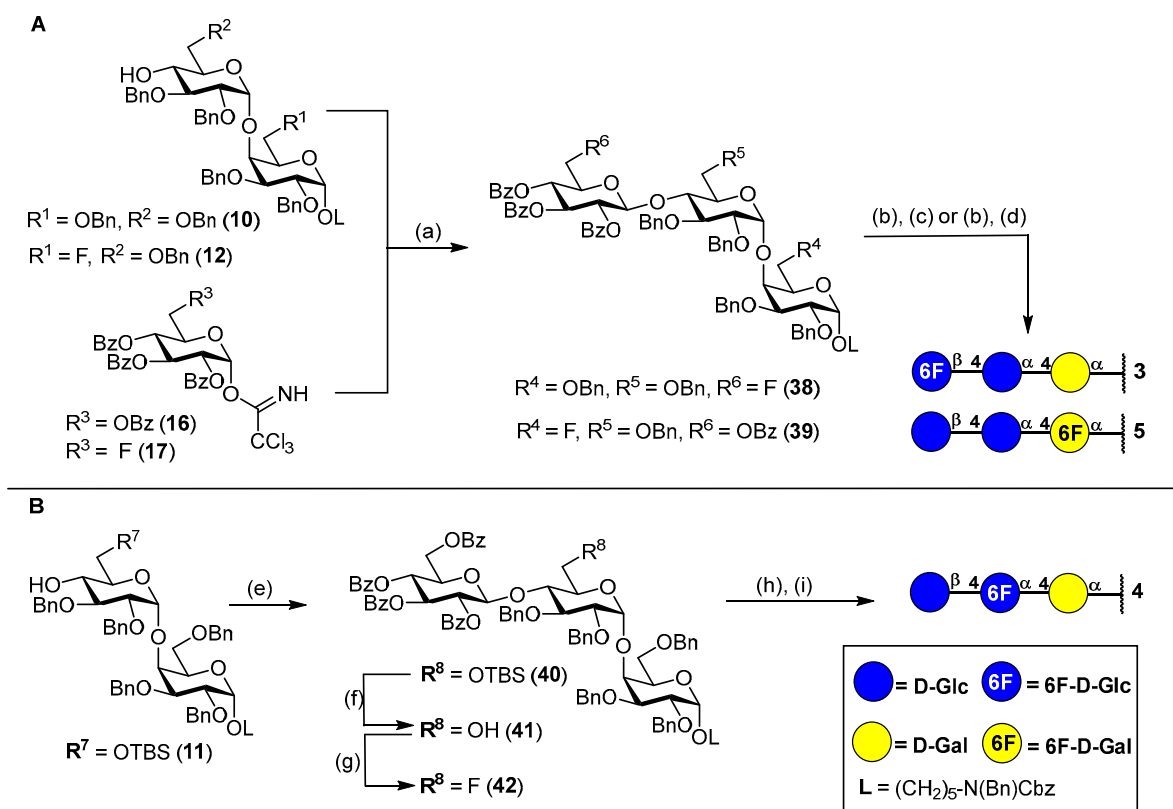 A
R²
HO
O
BnO
BnO
O
R¹
O
BnO
BnO
OL
R¹ = OBn, R² = OBn (10)
R¹ = F, R² = OBn (12)
R³
BzO
O
BzO
BzO
O
NH
CCl₃
R³ = OBz (16)
R³ = F (17)
(a)
R⁶
R⁵
BzO
O
O
O
BzO
BzO
BnO
BnO
O
R⁴
O
BnO
BnO
OL
R⁴ = OBn, R⁵ = OBn, R⁶ = F (38)
R⁴ = F, R⁵ = OBn, R⁶ = OBz (39)
(b), (c) or (b), (d)
6F β 4 α 4 α 3
β 4 α 4 6F α 5
B
R⁷
HO
O
BnO
BnO
O
OBn
O
BnO
BnO
OL
R⁷ = OTBS (11)
(e)
OBz
R⁸
BzO
O
O
O
BzO
BzO
BnO
BnO
O
OBn
O
BnO
BnO
OL
R⁸ = OTBS (40)
(f)
R⁸ = OH (41)
(g)
R⁸ = F (42)
(h), (i)
β 4 6F α 4 α 4
= D-Glc 6F = 6F-D-Glc
= D-Gal 6F = 6F-D-Gal
L = (CH₂)₅-N(Bn)Cbz